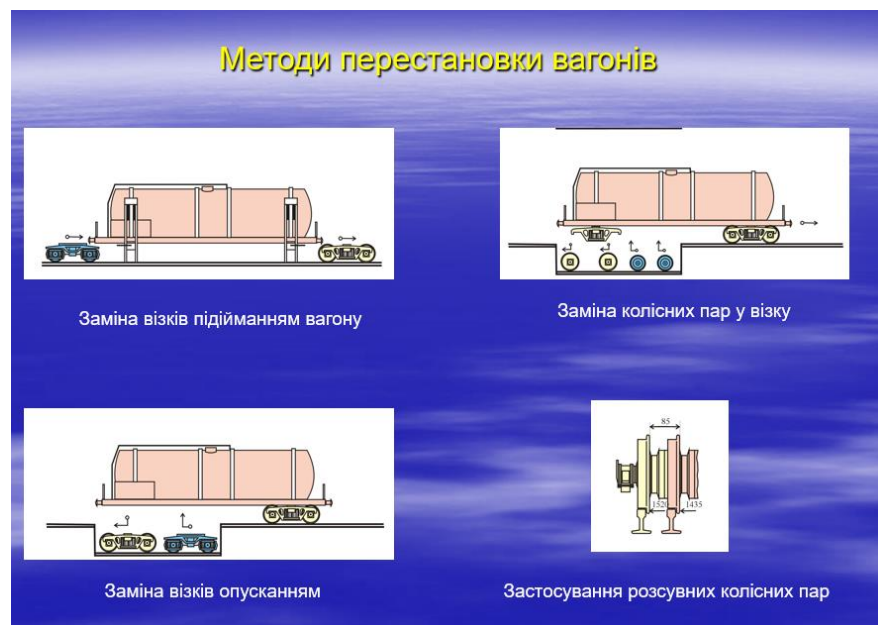 Методи перестановки вагонів
Заміна візків підійманням вагону
Заміна колісних пар у візку
85
1520
1435
Заміна візків опусканням
Застосування розсувних колісних пар